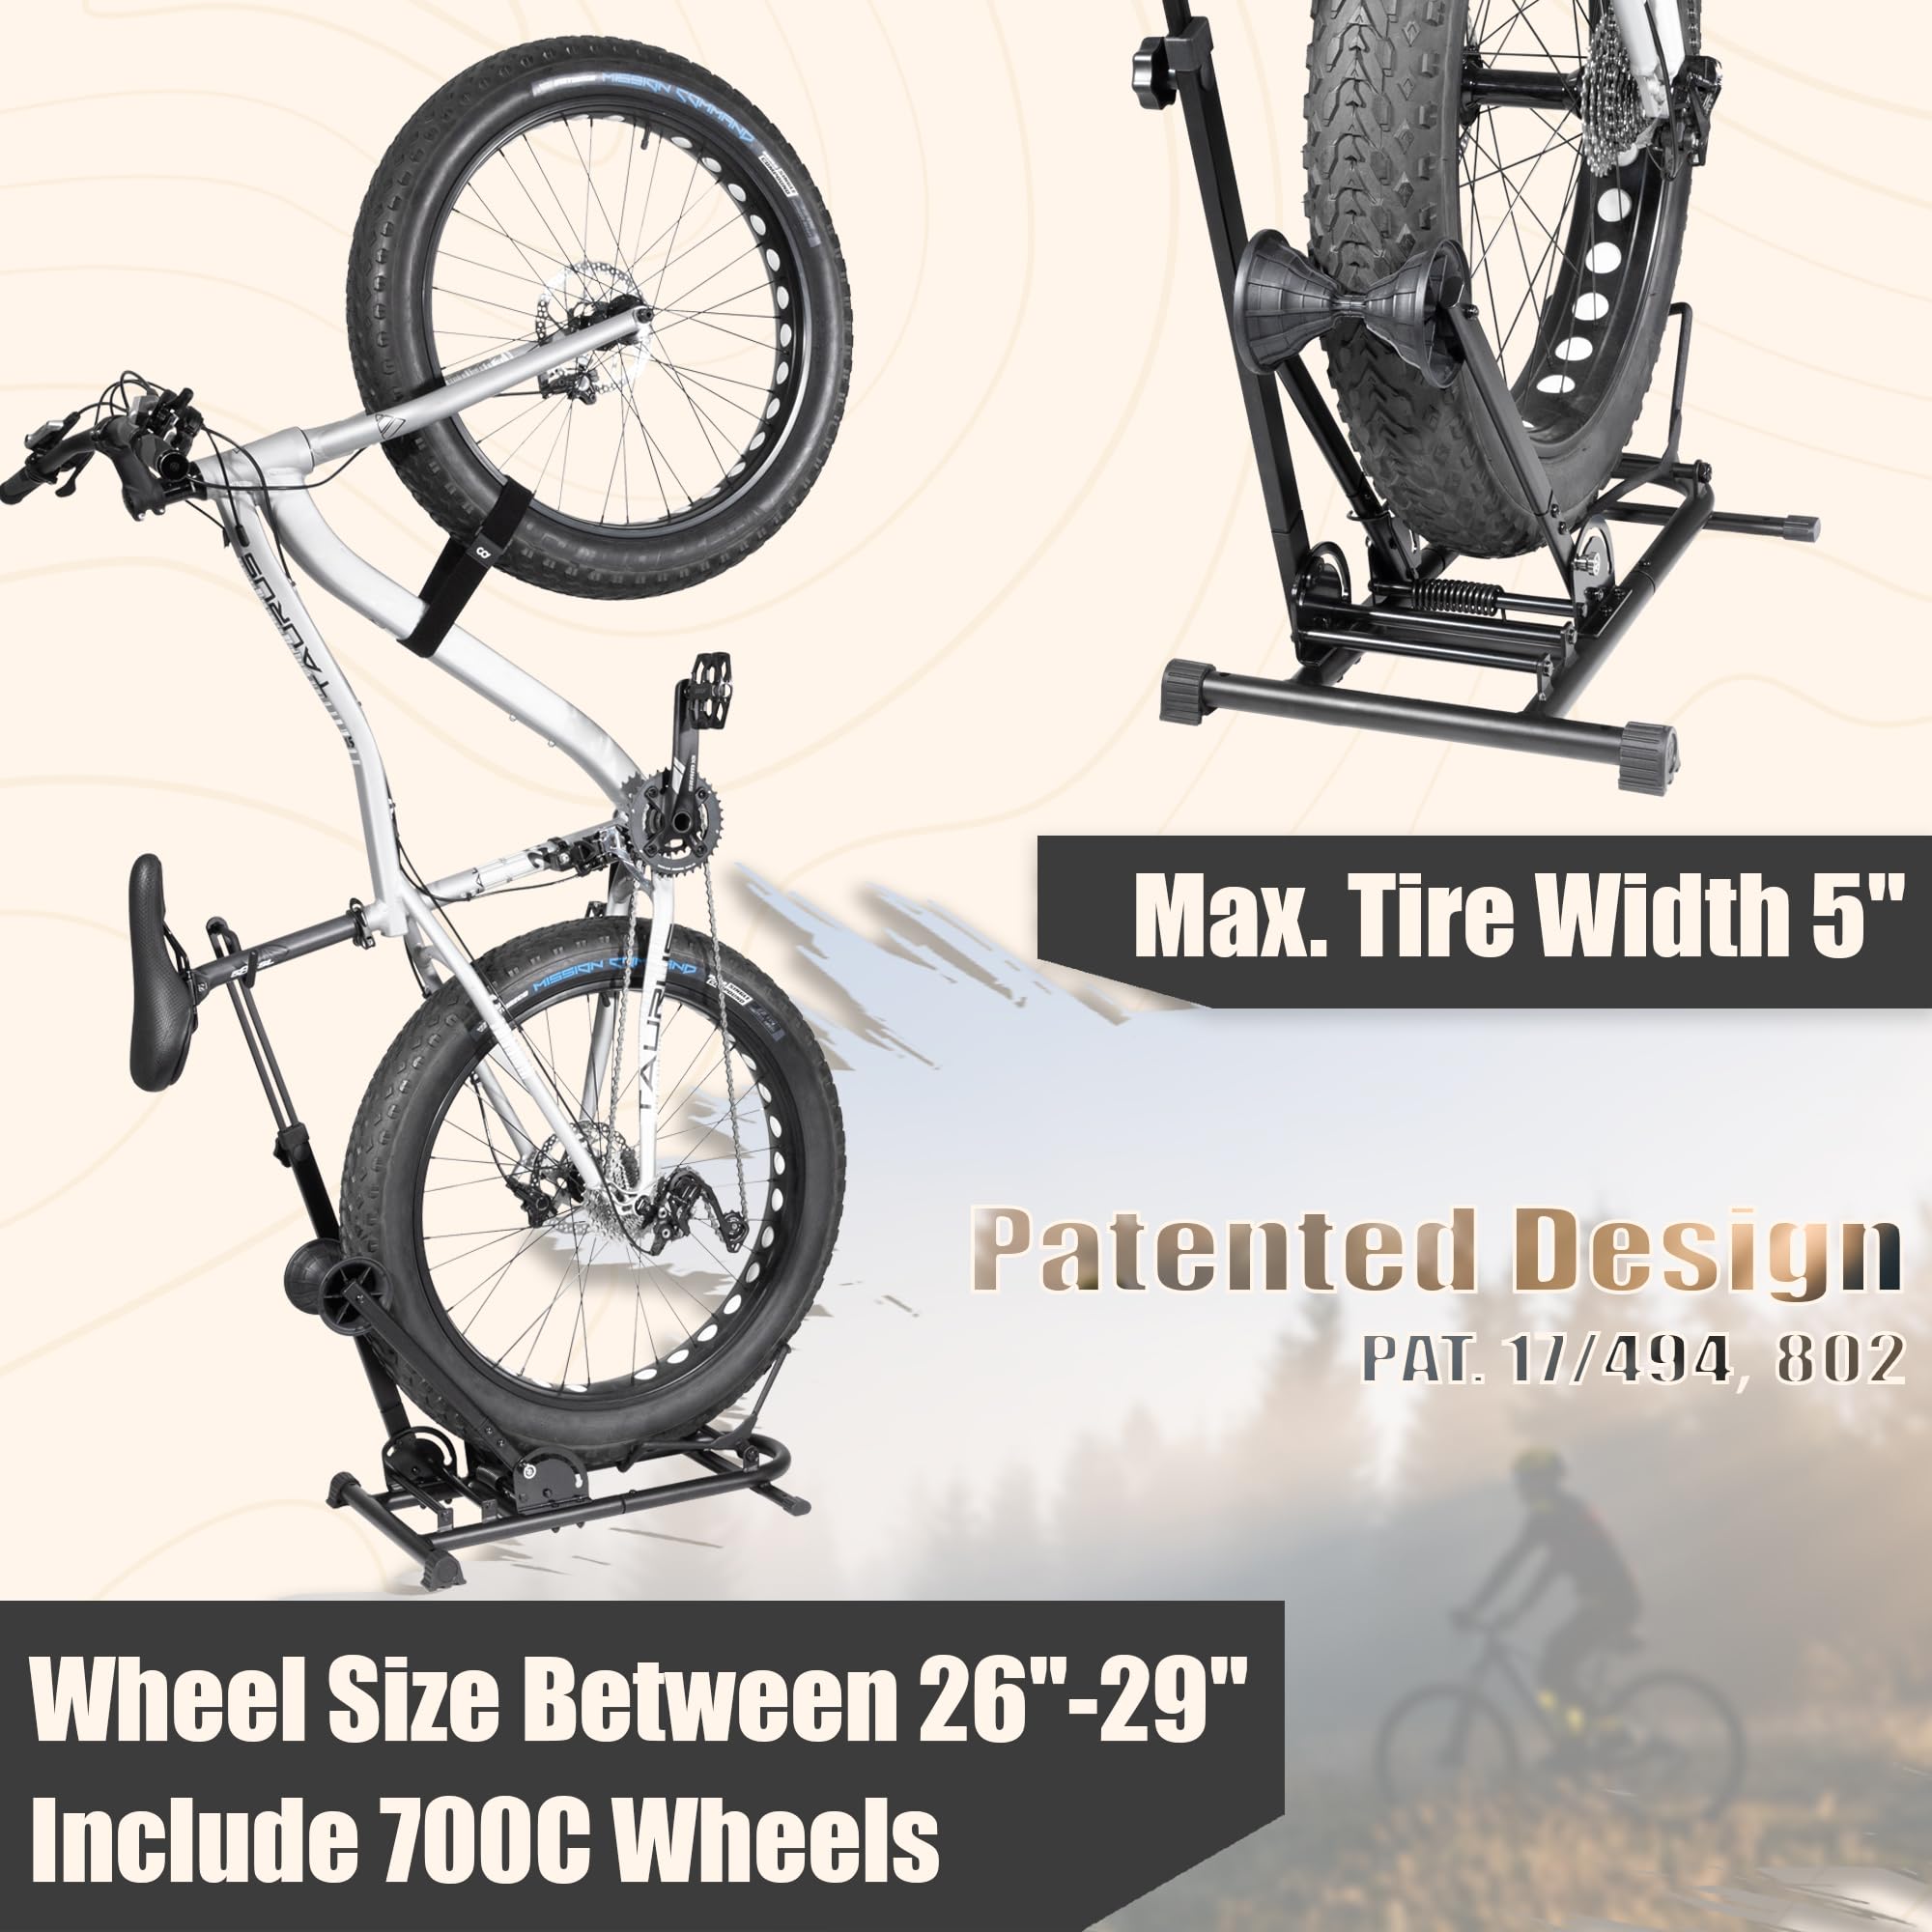 MISSION COMMAND
TAURUS
MISSION COMMAND
TAURUS
Max. Tire Width 5"
Patented Design
PAT. 17/494, 802
Wheel Size Between 26"-29"
Include 700C Wheels